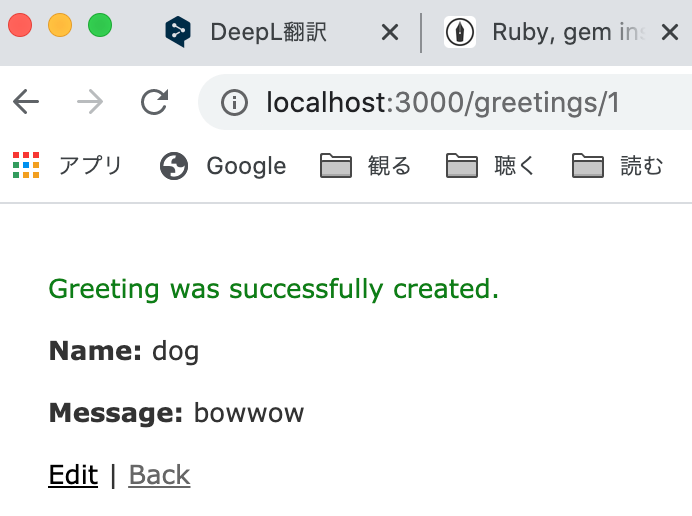 DeepL翻訳
Ruby, gem ins
localhost:3000/greetings/1
アプリ Google 観る 聴く 読む
Greeting was successfully created.
Name: dog
Message: bowwow
Edit | Back